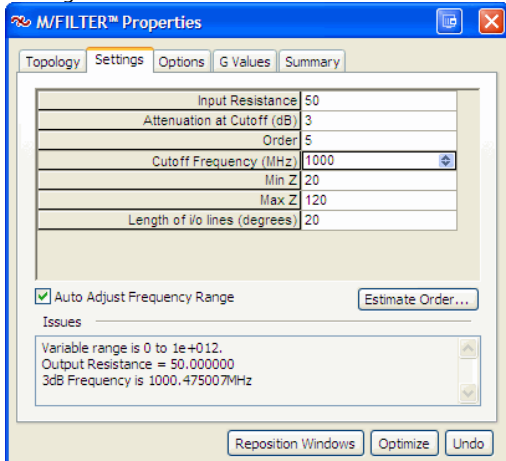 M/FILTER™ Properties
Topology Settings Options G Values Summary
Input Resistance 50
Attenuation at Cutoff (dB) 3
Order 5
Cutoff Frequency (MHz) 1000
Min Z 20
Max Z 120
Length of i/o lines (degrees) 20
Auto Adjust Frequency Range Estimate Order...
Issues
Variable range is 0 to 1e+012.
Output Resistance = 50.000000
3dB Frequency is 1000.475007MHz
Reposition Windows Optimize Undo